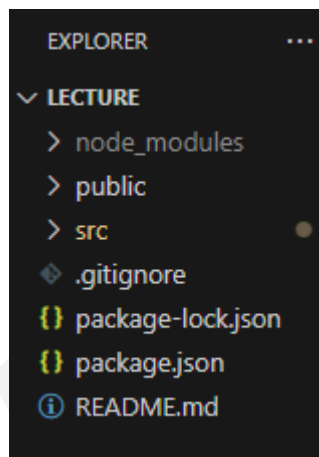 EXPLORER
LECTURE
node_modules
public
src
.gitignore
package-lock.json
package.json
README.md